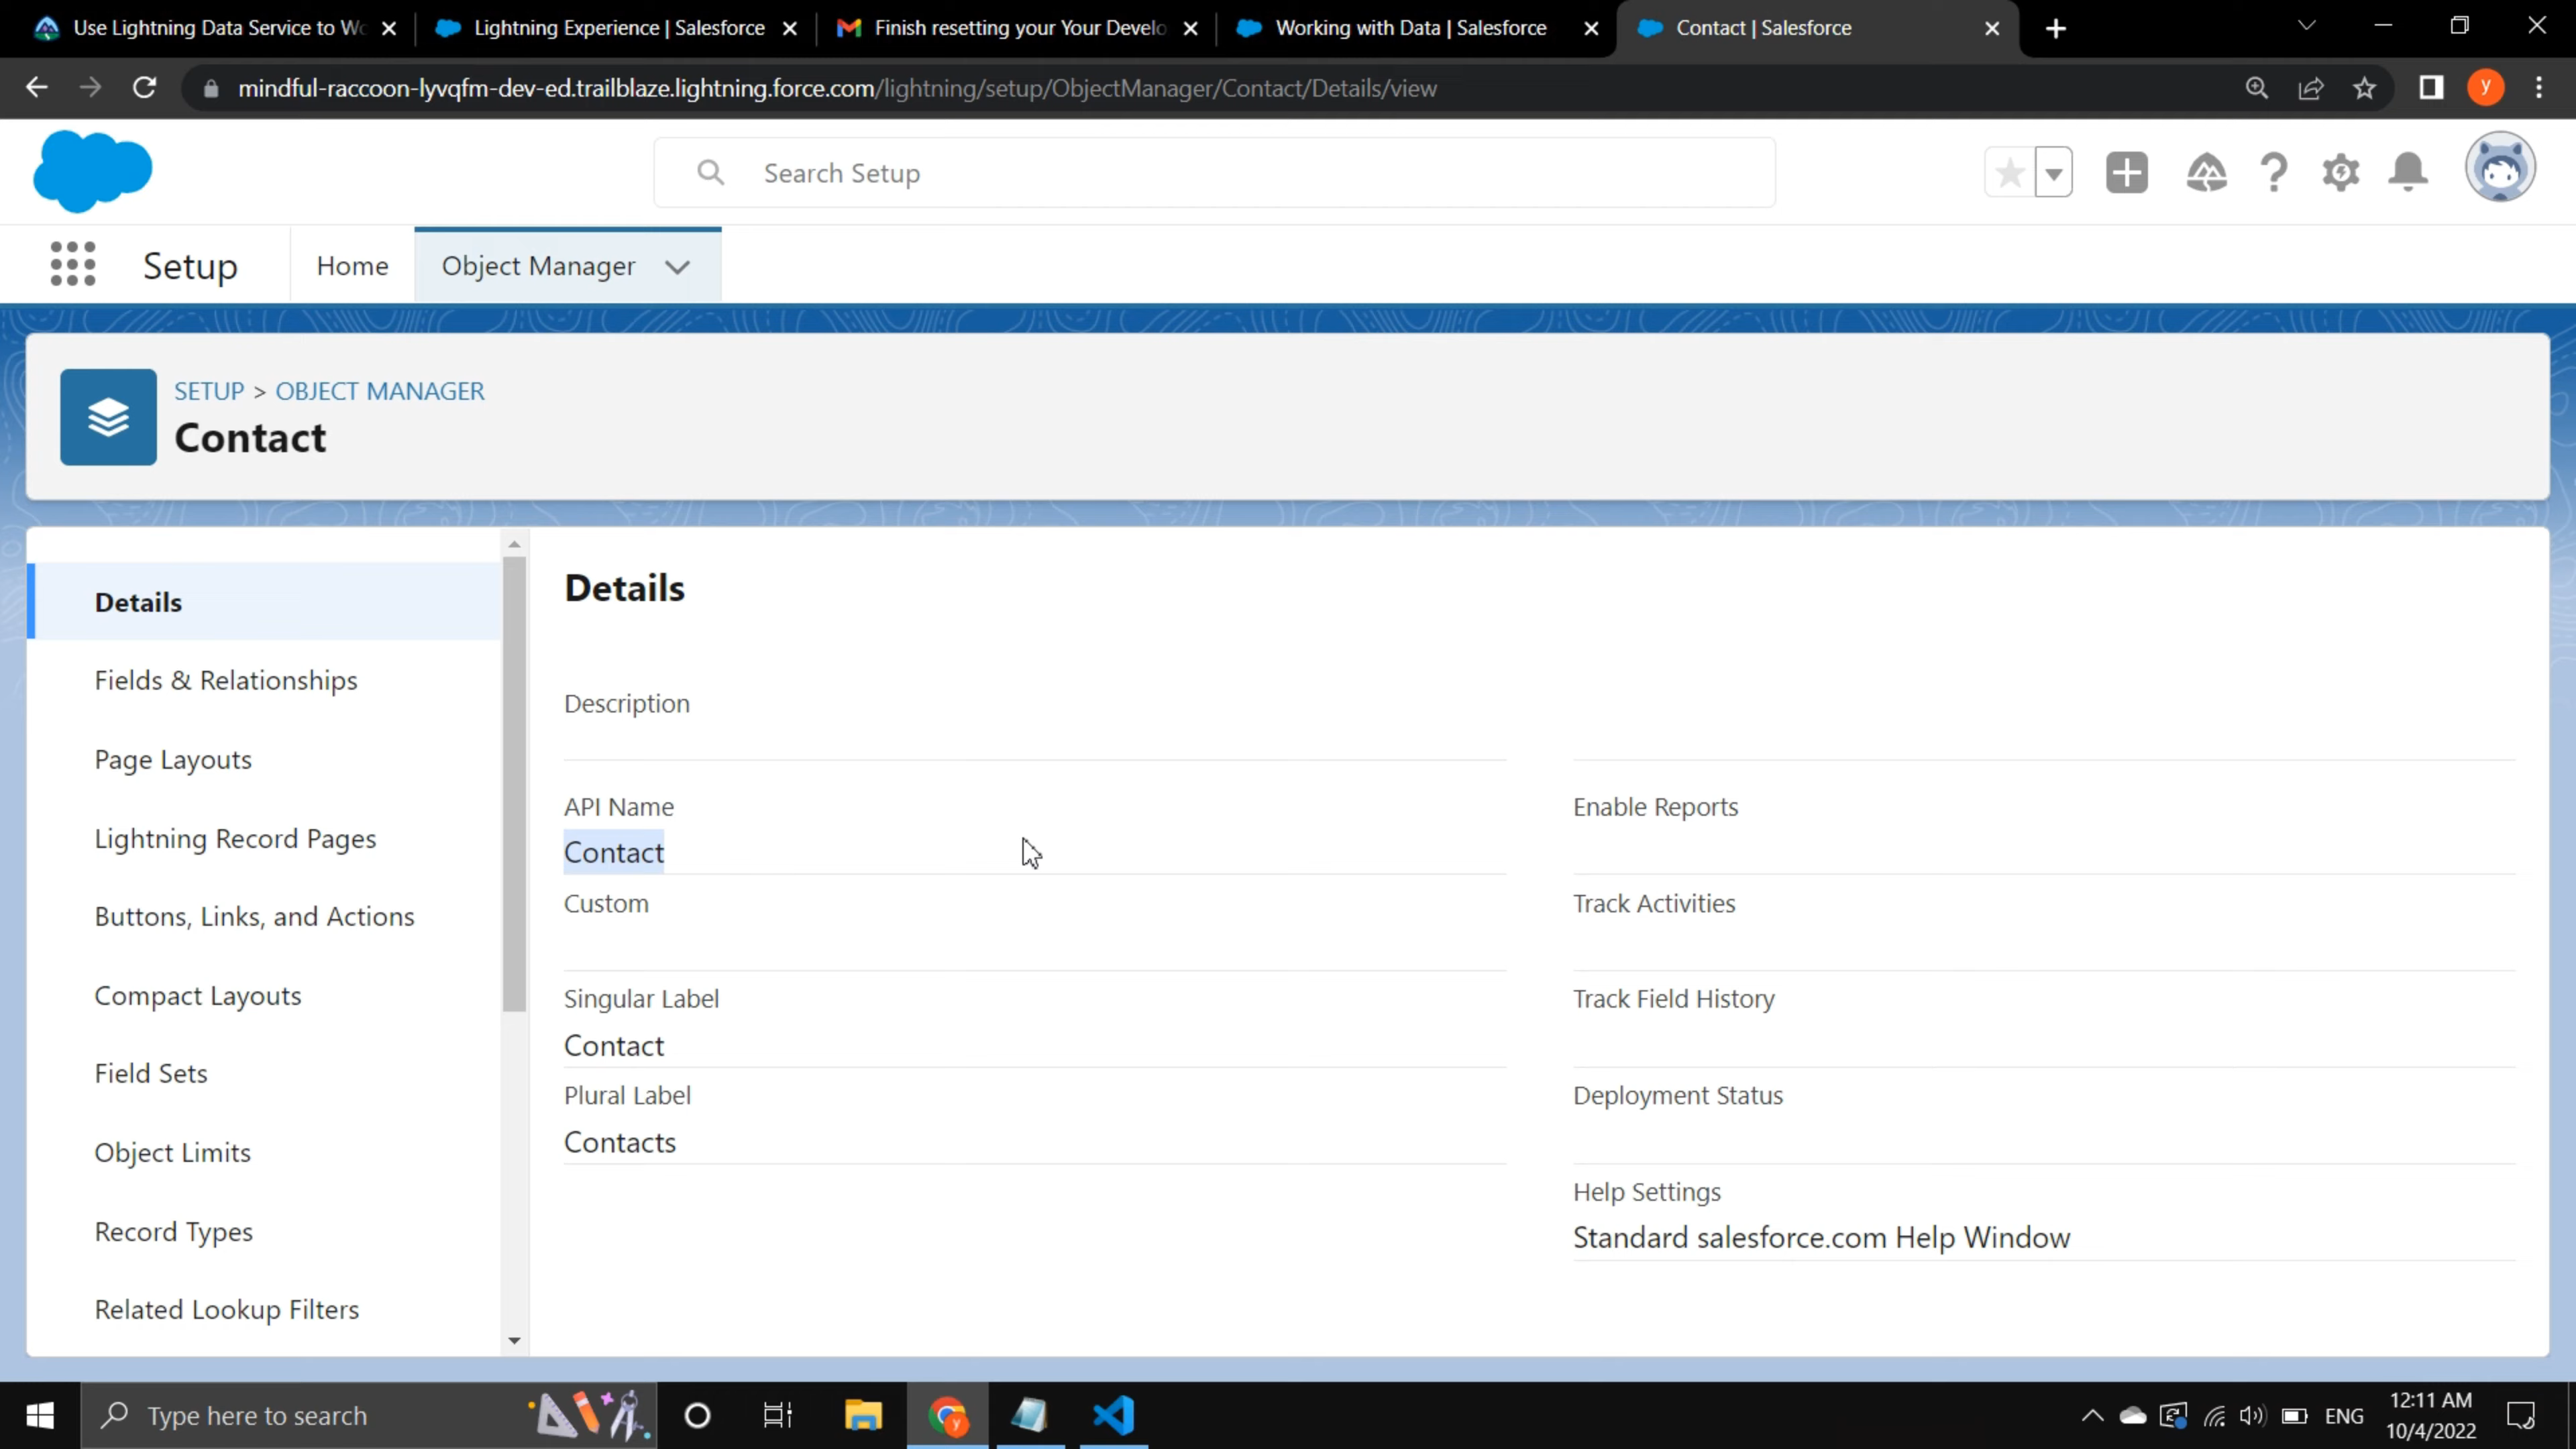 Use Lightning Data Service to Wo
Lightning Experience | Salesforce
Finish resetting your Your Develo
Working with Data | Salesforce
Contact | Salesforce
mindful-raccoon-lyvqfm-dev-ed.trailblaze.lightning.force.com/lightning/setup/ObjectManager/Contact/Details/view
y
Search Setup
Setup
Home
Object Manager
SETUP > OBJECT MANAGER
Contact
Details
Fields & Relationships
Page Layouts
Lightning Record Pages
Buttons, Links, and Actions
Compact Layouts
Field Sets
Object Limits
Record Types
Related Lookup Filters
Details
Description
API Name
Contact
Custom
Singular Label
Contact
Plural Label
Contacts
Enable Reports
Track Activities
Track Field History
Deployment Status
Help Settings
Standard salesforce.com Help Window
Type here to search
y
ENG
12:11 AM
10/4/2022